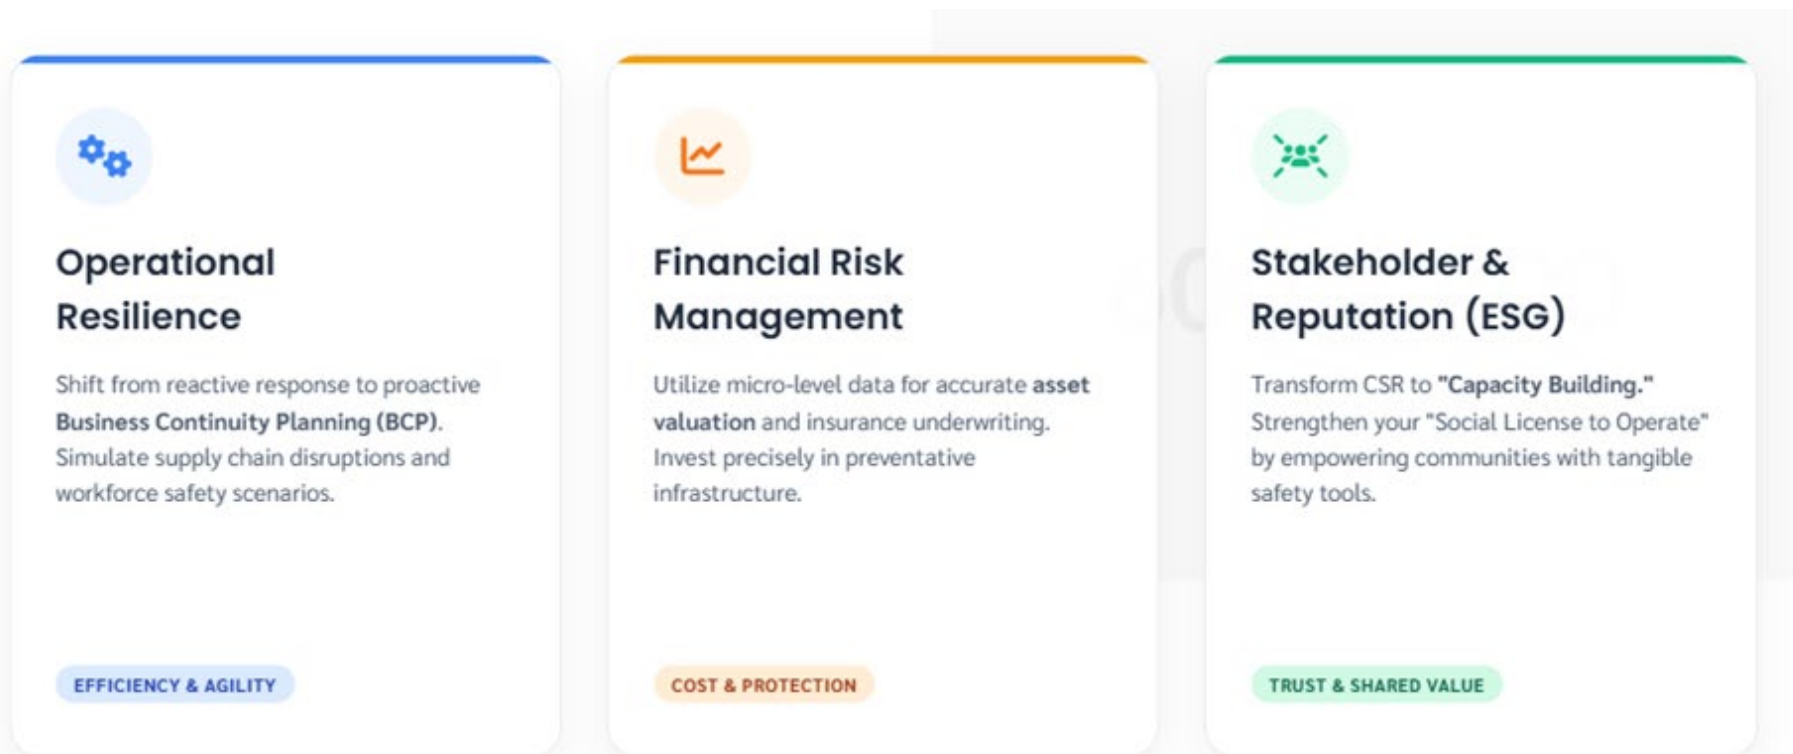 Operational
Resilience
Shift from reactive response to proactive
Business Continuity Planning (BCP).
Simulate supply chain disruptions and
workforce safety scenarios.
EFFICIENCY & AGILITY
Financial Risk
Management
Utilize micro-level data for accurate asset
valuation and insurance underwriting.
Invest precisely in preventative
infrastructure.
COST & PROTECTION
Stakeholder &
Reputation (ESG)
Transform CSR to "Capacity Building."
Strengthen your "Social License to Operate"
by empowering communities with tangible
safety tools.
TRUST & SHARED VALUE